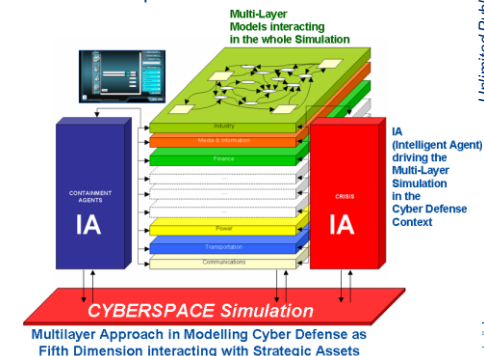 Multi-Layer
Models interacting
in the whole Simulation
Industry
Media & Information
Finance
...
...
...
Power
Transportation
Communications
CONTAINMENT
AGENTS
IA
CRISIS
IA
IA
(Intelligent Agent)
driving the
Multi-Layer
Simulation
in the
Cyber Defense
Context
CYBERSPACE Simulation
Multilayer Approach in Modelling Cyber Defense as
Fifth Dimension interacting with Strategic Assets
Unlimited Publ